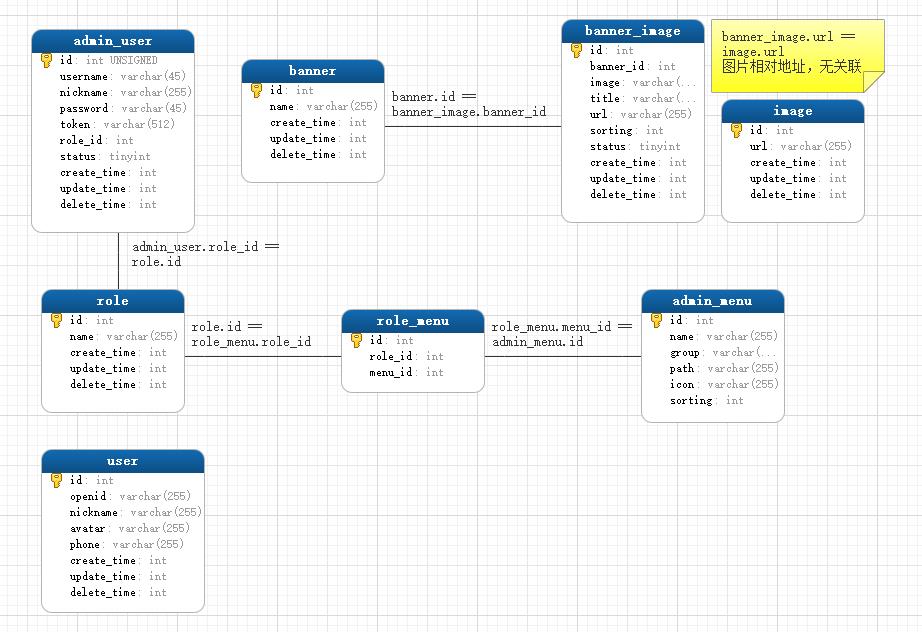 admin_user
id: int UNSIGNED
username: varchar(45)
nickname: varchar(255)
password: varchar(45)
token: varchar(512)
role_id: int
status: tinyint
create_time: int
update_time: int
delete_time: int
banner
id: int
name: varchar(255)
create_time: int
update_time: int
delete_time: int
banner.id ==
banner_image.banner_id
banner_image
id: int
banner_id: int
image: varchar(...
title: varchar(...
url: varchar(255)
sorting: int
status: tinyint
create_time: int
update_time: int
delete_time: int
banner_image.url ==
image.url
图片相对地址，无关联
image
id: int
url: varchar(255)
create_time: int
update_time: int
delete_time: int
admin_user.role_id ==
role.id
role
id: int
name: varchar(255)
create_time: int
update_time: int
delete_time: int
role.id ==
role_menu.role_id
role_menu
id: int
role_id: int
menu_id: int
role_menu.menu_id ==
admin_menu.id
admin_menu
id: int
name: varchar(255)
group: varchar(...
path: varchar(255)
icon: varchar(255)
sorting: int
user
id: int
openid: varchar(255)
nickname: varchar(255)
avatar: varchar(255)
phone: varchar(255)
create_time: int
update_time: int
delete_time: int